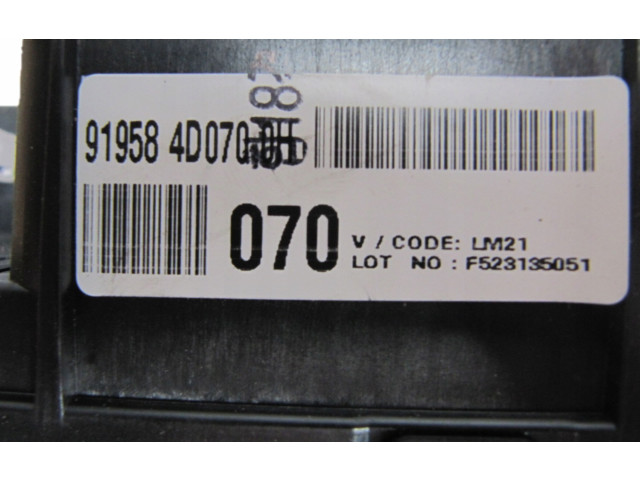 91958 4D070
070
V / CODE: LM21
LOT NO : F523135051